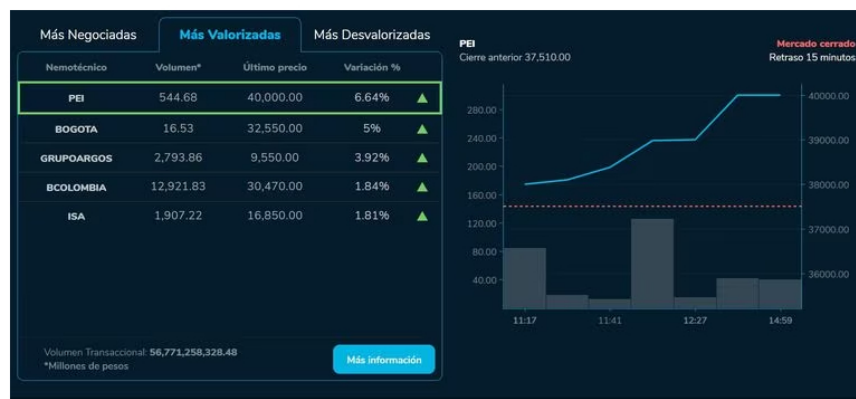 Más Negociadas Más Valorizadas Más Desvalorizadas
Nemotécnico Volumen* Último precio Variación %
PEI 544.68 40,000.00 6.64%
BOGOTA 16.53 32,550.00 5%
GRUPOARGOS 2,793.86 9,550.00 3.92%
BCOLOMBIA 12,921.83 30,470.00 1.84%
ISA 1,907.22 16,850.00 1.81%
Volumen Transaccional: 56,771,258,328.48
*Millones de pesos
Más información
PEI Mercado cerrado
Cierre anterior 37,510.00 Retraso 15 minutos
280.00 40000.00
240.00 39000.00
200.00
160.00 38000.00
120.00 37000.00
80.00
40.00 36000.00
11:17 11:41 12:27 14:59